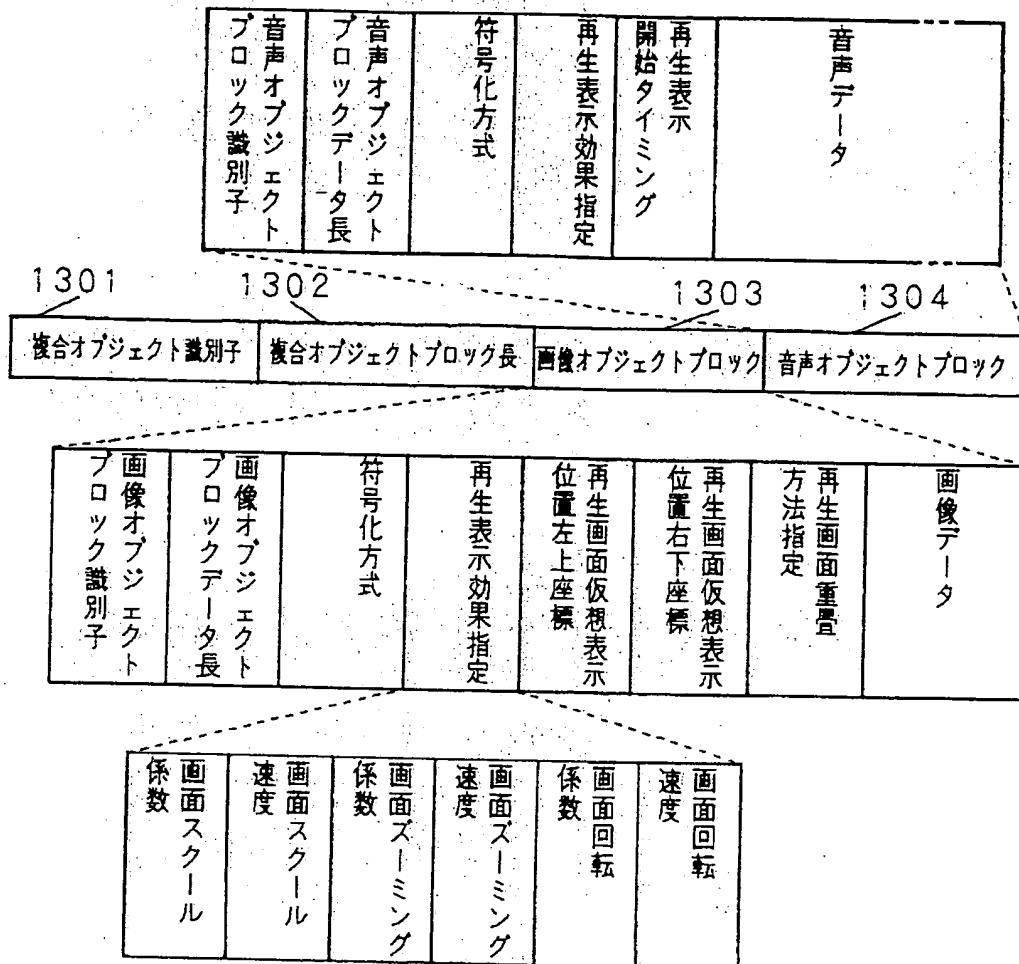 音声オブジェクト
ブロック識別子
音声オブジェクト
ブロックデータ長
符号化方式
再生表示効果指定
再生表示
開始タイミング
音声データ
1301
1302
1303
1304
複合オブジェクト識別子
複合オブジェクトブロック長
画像オブジェクトブロック
音声オブジェクトブロック
画像オブジェクト
ブロック識別子
画像オブジェクト
ブロックデータ長
符号化方式
再生表示効果指定
再生画面仮想表示
位置左上座標
再生画面仮想表示
位置右下座標
再生画面重畳
方法指定
画像データ
画面スクール
係数
画面スクール
速度
画面ズーミング
係数
画面ズーミング
速度
画面回転
係数
画面回転
速度